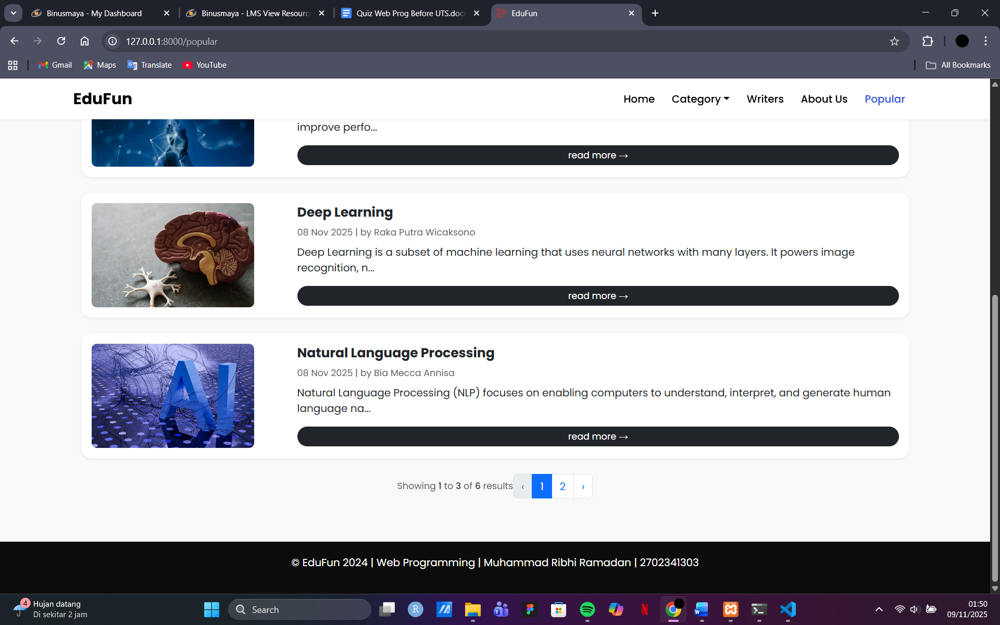 Binusmaya - My Dashboard
Binusmaya - LMS View Resourc
Quiz Web Prog Before UTS.doc
EduFun
127.0.0.1:8000/popular
Gmail
Maps
Translate
YouTube
All Bookmarks
EduFun
Home
Category
Writers
About Us
Popular
improve perfo...
read more →
Deep Learning
08 Nov 2025 | by Raka Putra Wicaksono
Deep Learning is a subset of machine learning that uses neural networks with many layers. It powers image
recognition, n...
read more →
AI
Natural Language Processing
08 Nov 2025 | by Bia Mecca Annisa
Natural Language Processing (NLP) focuses on enabling computers to understand, interpret, and generate human
language na...
read more →
Showing 1 to 3 of 6 results
‹ 1 2 ›
© EduFun 2024 | Web Programming | Muhammad Ribhi Ramadan | 2702341303
4
Hujan datang
Di sekitar 2 jam
Search
01:50
09/11/2025